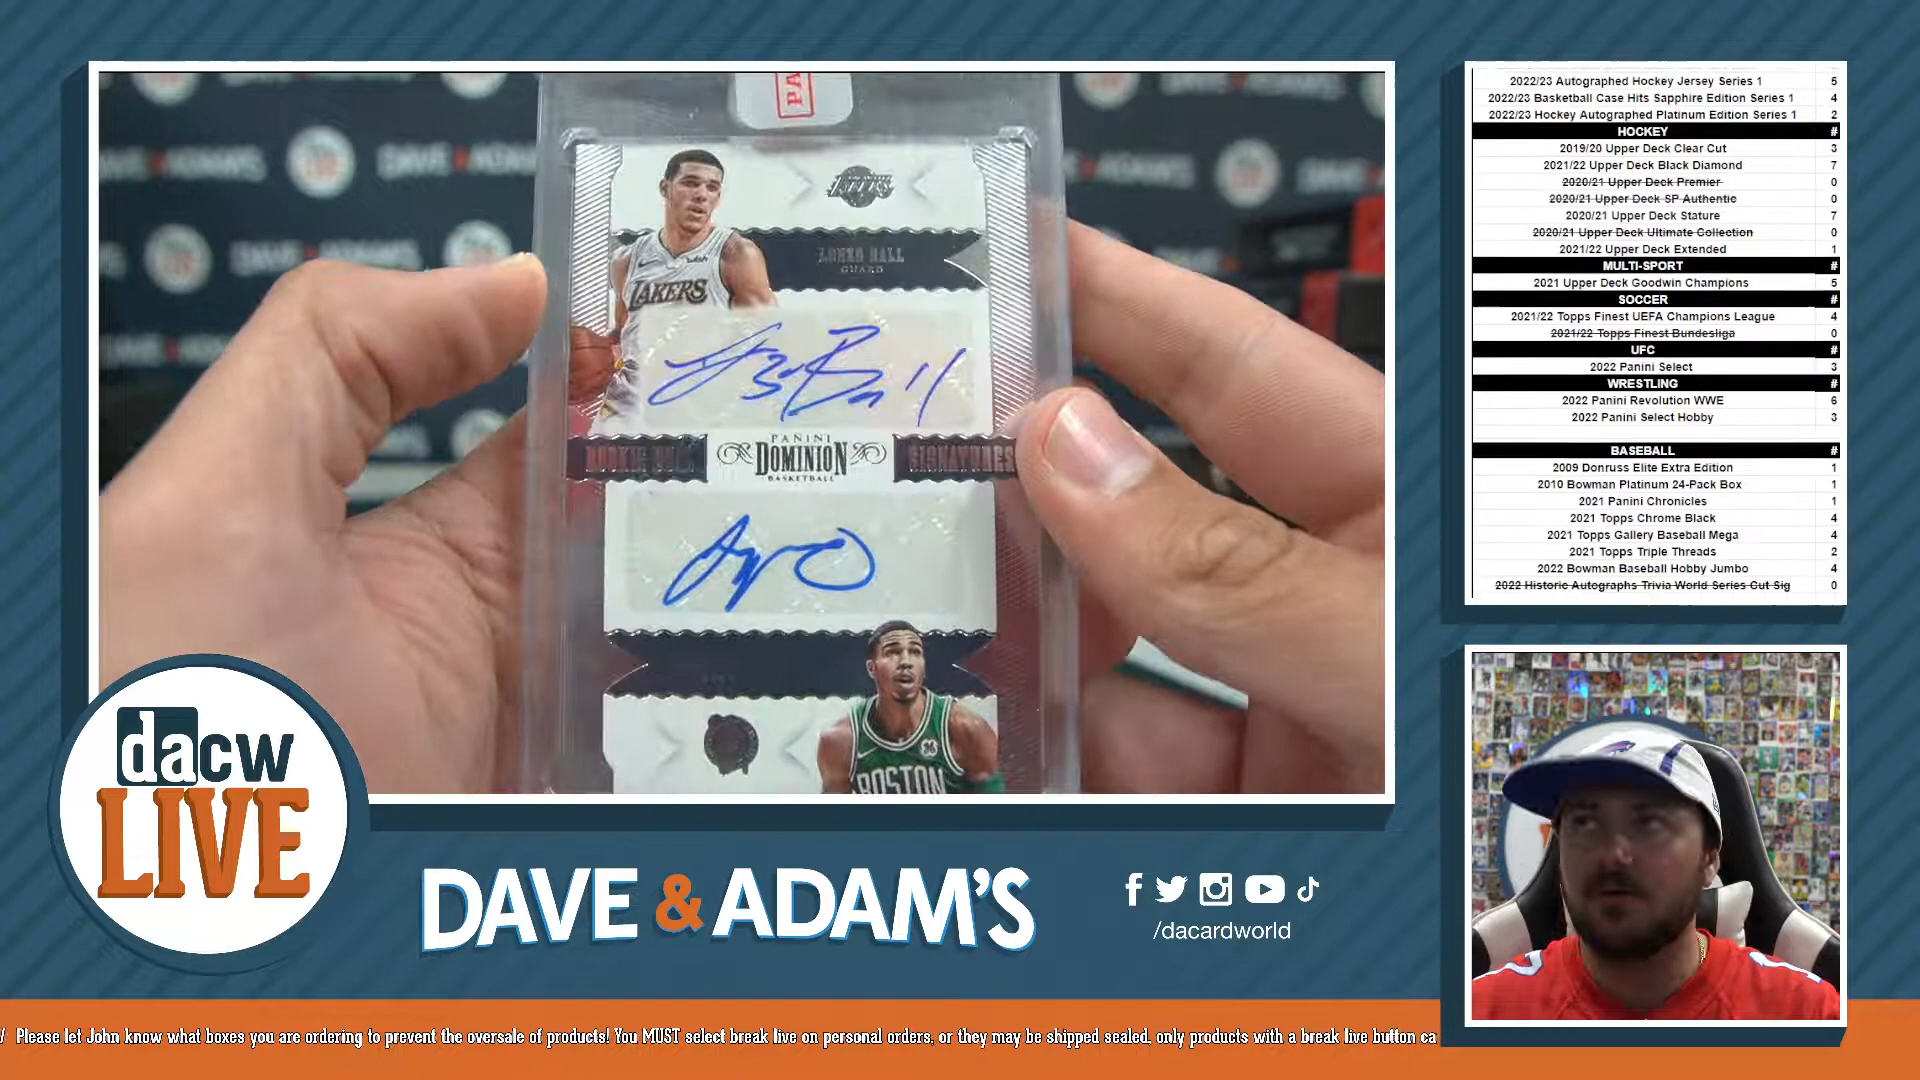 DAVE & ADAM'S
PA
Lakers
LONZO BALL
GUARD
wish
LAKERS
PANINI
DOMINION
BASKETBALL
SIGNATURES
BOSTON
dacw
LIVE
DAVE & ADAM'S
/dacardworld
/ Please let John know what boxes you are ordering to prevent the oversale of products! You MUST select break live on personal orders, or they may be shipped sealed, only products with a break live button ca
2022/23 Autographed Hockey Jersey Series 1 5
2022/23 Basketball Case Hits Sapphire Edition Series 1 4
2022/23 Hockey Autographed Platinum Edition Series 1 2
HOCKEY #
2019/20 Upper Deck Clear Cut 3
2021/22 Upper Deck Black Diamond 7
2020/21 Upper Deck Premier 0
2020/21 Upper Deck SP Authentic 0
2020/21 Upper Deck Stature 7
2020/21 Upper Deck Ultimate Collection 0
2021/22 Upper Deck Extended 1
MULTI-SPORT #
2021 Upper Deck Goodwin Champions 5
SOCCER #
2021/22 Topps Finest UEFA Champions League 4
2021/22 Topps Finest Bundesliga 0
UFC #
2022 Panini Select 3
WRESTLING #
2022 Panini Revolution WWE 6
2022 Panini Select Hobby 3
BASEBALL #
2009 Donruss Elite Extra Edition 1
2010 Bowman Platinum 24-Pack Box 1
2021 Panini Chronicles 1
2021 Topps Chrome Black 4
2021 Topps Gallery Baseball Mega 4
2021 Topps Triple Threads 2
2022 Bowman Baseball Hobby Jumbo 4
2022 Historic Autographs Trivia World Series Cut Sig 0